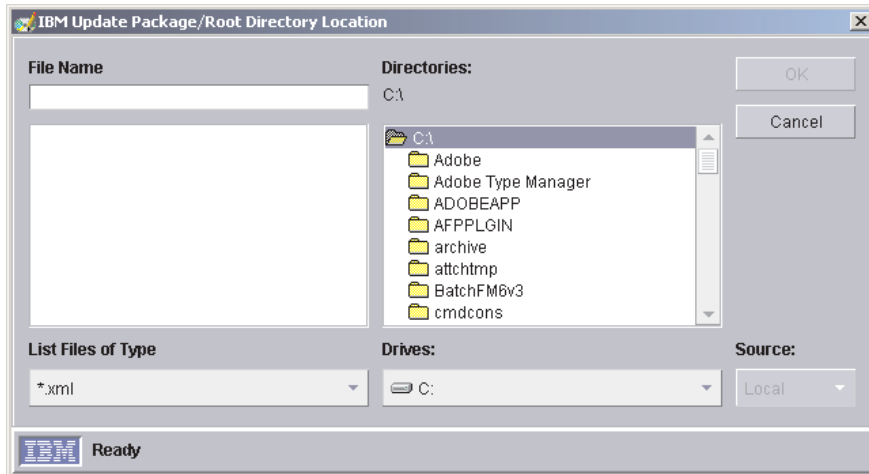 IBM Update Package/Root Directory Location
File Name
Directories:
C:\
OK
Cancel
C:\
Adobe
Adobe Type Manager
ADOBEAPP
AFPPLGIN
archive
attchtmp
BatchFM6v3
cmdcons
List Files of Type
Drives:
Source:
*.xml
C:
Local
IBM
Ready